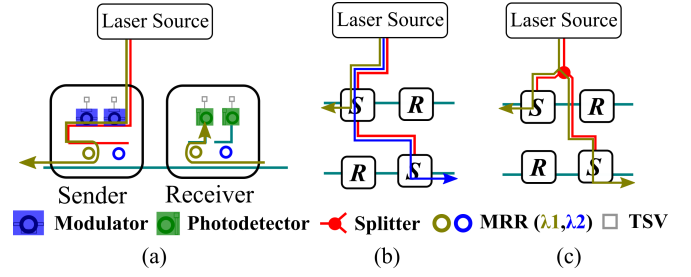 Laser Source Laser Source Laser Source
S R S R
R S R S
Sender Receiver
Modulator Photodetector Splitter MRR (λ1,λ2) TSV
(a) (b) (c)